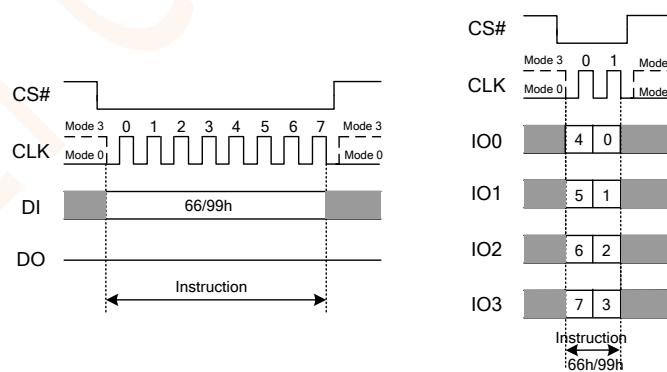 CS#
Mode 3 0 1 2 3 4 5 6 7 Mode 3
CLK
Mode 0 Mode 0
DI 66/99h
DO
Instruction
CS#
Mode 3 0 1 Mode
CLK
Mode 0 Mode
IO0 4 0
IO1 5 1
IO2 6 2
IO3 7 3
Instruction
66h/99h